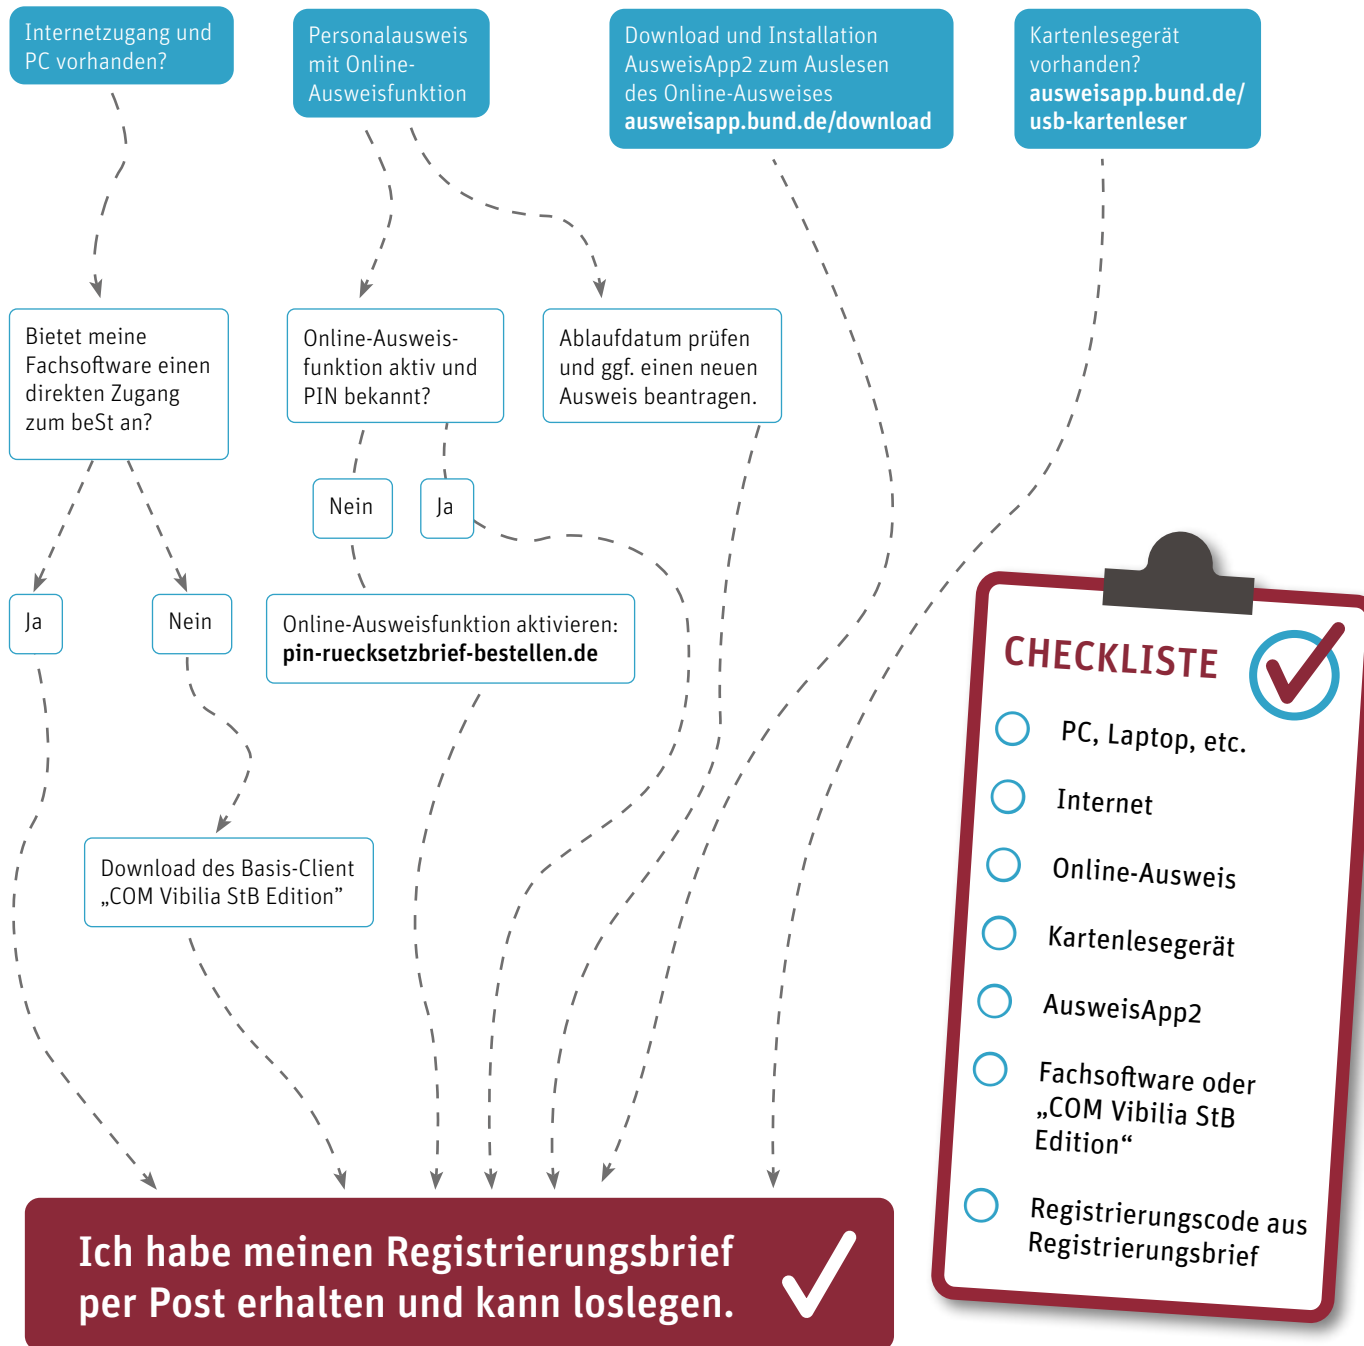 Internetzugang und
PC vorhanden?
Personalausweis
mit Online-
Ausweisfunktion
Download und Installation
AusweisApp2 zum Auslesen
des Online-Ausweises
ausweisapp.bund.de/download
Kartenlesegerät
vorhanden?
ausweisapp.bund.de/
usb-kartenleser
Bietet meine
Fachsoftware einen
direkten Zugang
zum beSt an?
Online-Ausweis-
funktion aktiv und
PIN bekannt?
Ablaufdatum prüfen
und ggf. einen neuen
Ausweis beantragen.
Nein
Ja
Ja
Nein
Online-Ausweisfunktion aktivieren:
pin-ruecksetzbrief-bestellen.de
Download des Basis-Client
„COM Vibilia StB Edition”
Ich habe meinen Registrierungsbrief
per Post erhalten und kann loslegen.
CHECKLISTE
PC, Laptop, etc.
Internet
Online-Ausweis
Kartenlesegerät
AusweisApp2
Fachsoftware oder
„COM Vibilia StB
Edition“
Registrierungscode aus
Registrierungsbrief